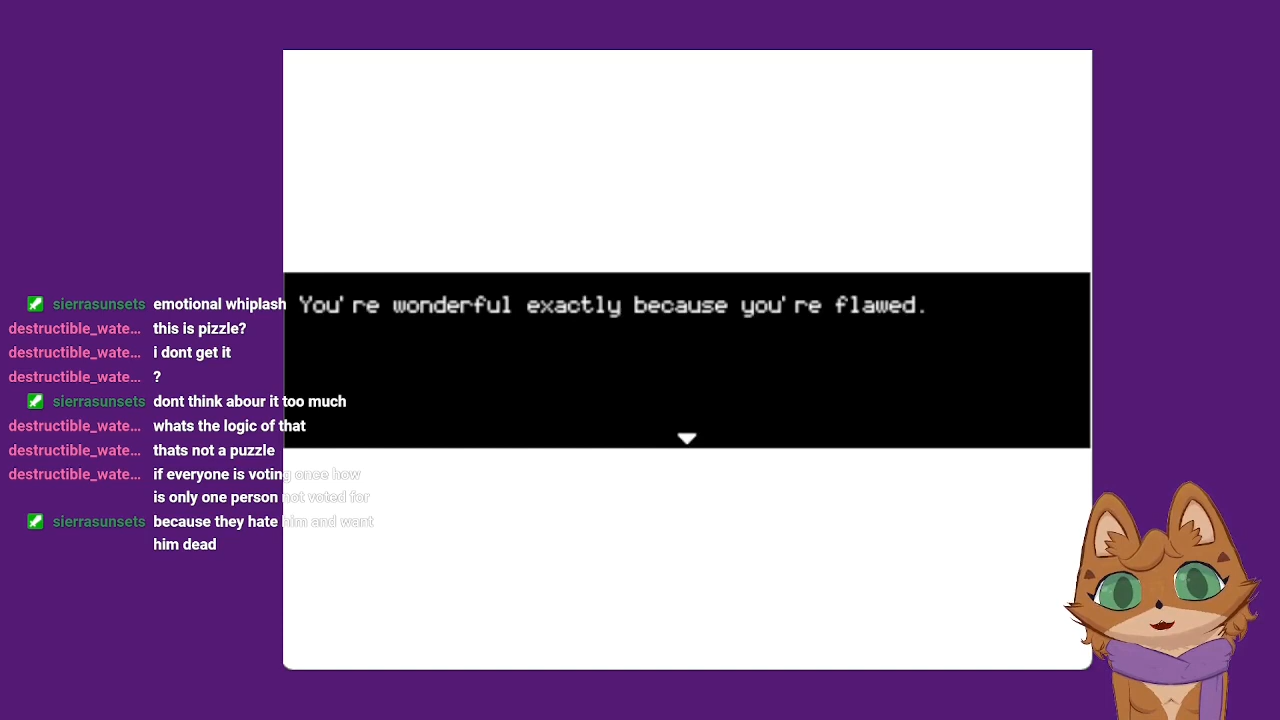 You're wonderful exactly because you're flawed.
sierrasunsets emotional whiplash
destructible_wate... this is pizzle?
destructible_wate... i dont get it
destructible_wate... ?
sierrasunsets dont think abour it too much
destructible_wate... whats the logic of that
destructible_wate... thats not a puzzle
destructible_wate... if everyone is voting once how
is only one person not voted for
sierrasunsets because they hate him and want
him dead